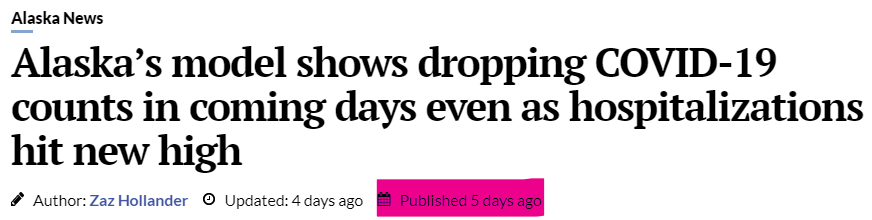 Alaska News
Alaska’s model shows dropping COVID-19
counts in coming days even as hospitalizations
hit new high
Author: Zaz Hollander Updated: 4 days ago Published 5 days ago